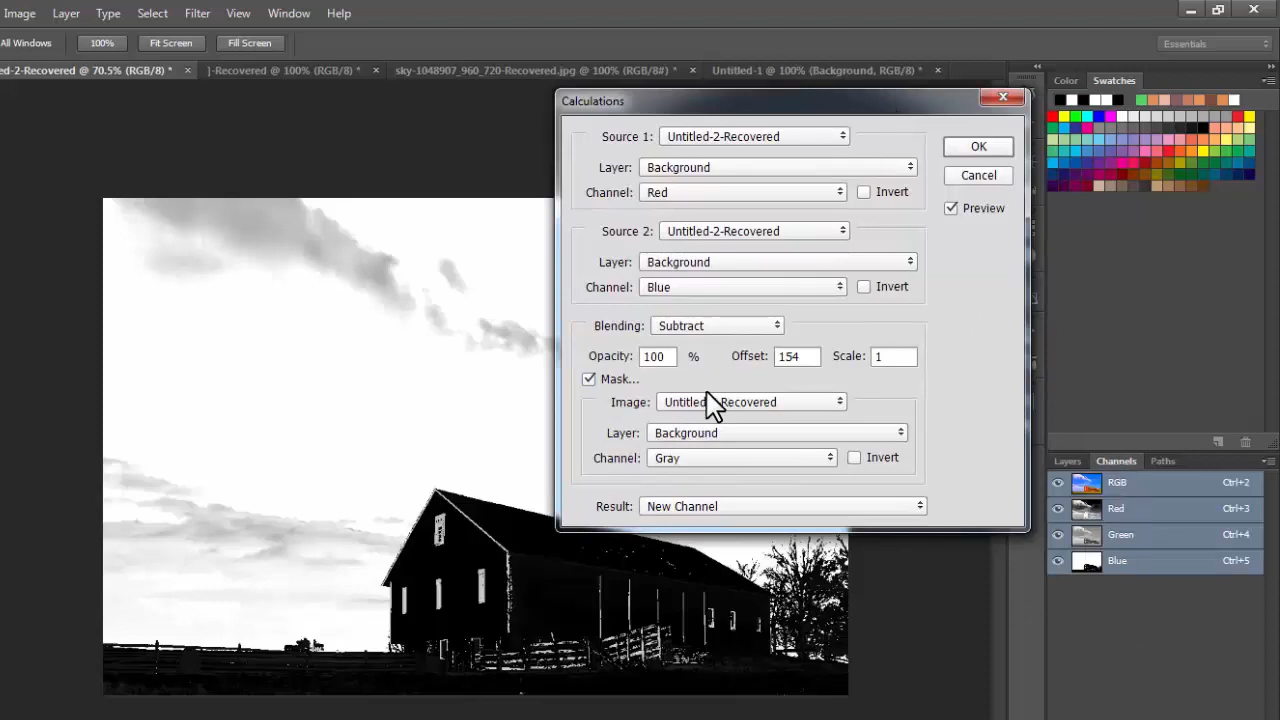 Image Layer Type Select Filter View Window Help
All Windows 100% Fit Screen Fill Screen Essentials
ed-2-Recovered @ 70.5% (RGB/8) * × ]-Recovered @ 100% (RGB/8) * × sky-1048907_960_720-Recovered.jpg @ 100% (RGB/8#) * × Untitled-1 @ 100% (Background, RGB/8) * ×
Color Swatches
Calculations
Source 1: Untitled-2-Recovered
OK
Layer: Background
Cancel
Channel: Red Invert
Preview
Source 2: Untitled-2-Recovered
Layer: Background
Channel: Blue Invert
Blending: Subtract
Opacity: 100 % Offset: 154 Scale: 1
Mask...
Image: Untitled Recovered
Layer: Background
Channel: Gray Invert
Result: New Channel
Layers Channels Paths
RGB Ctrl+2
Red Ctrl+3
Green Ctrl+4
Blue Ctrl+5